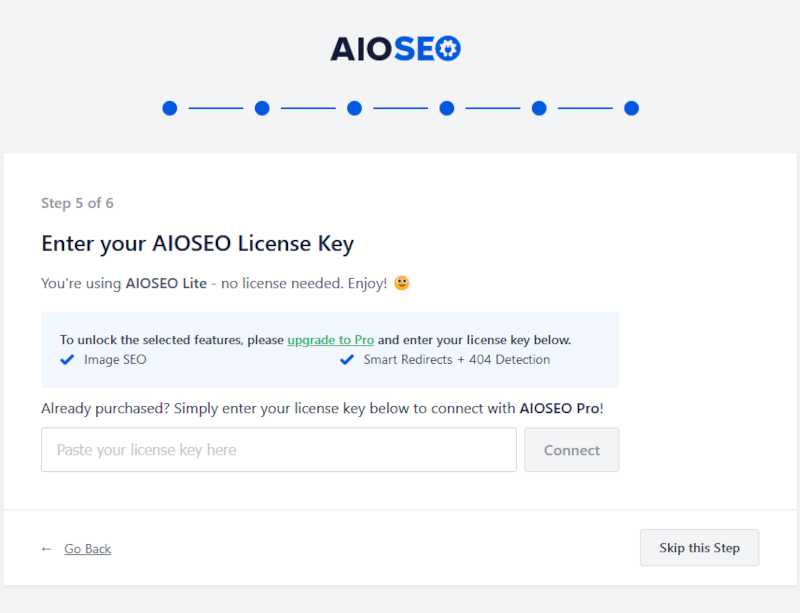 AIOSEO
Step 5 of 6
Enter your AIOSEO License Key
You're using AIOSEO Lite - no license needed. Enjoy! 🙂
To unlock the selected features, please upgrade to Pro and enter your license key below.
Image SEO
Smart Redirects + 404 Detection
Already purchased? Simply enter your license key below to connect with AIOSEO Pro!
Paste your license key here
Connect
← Go Back
Skip this Step